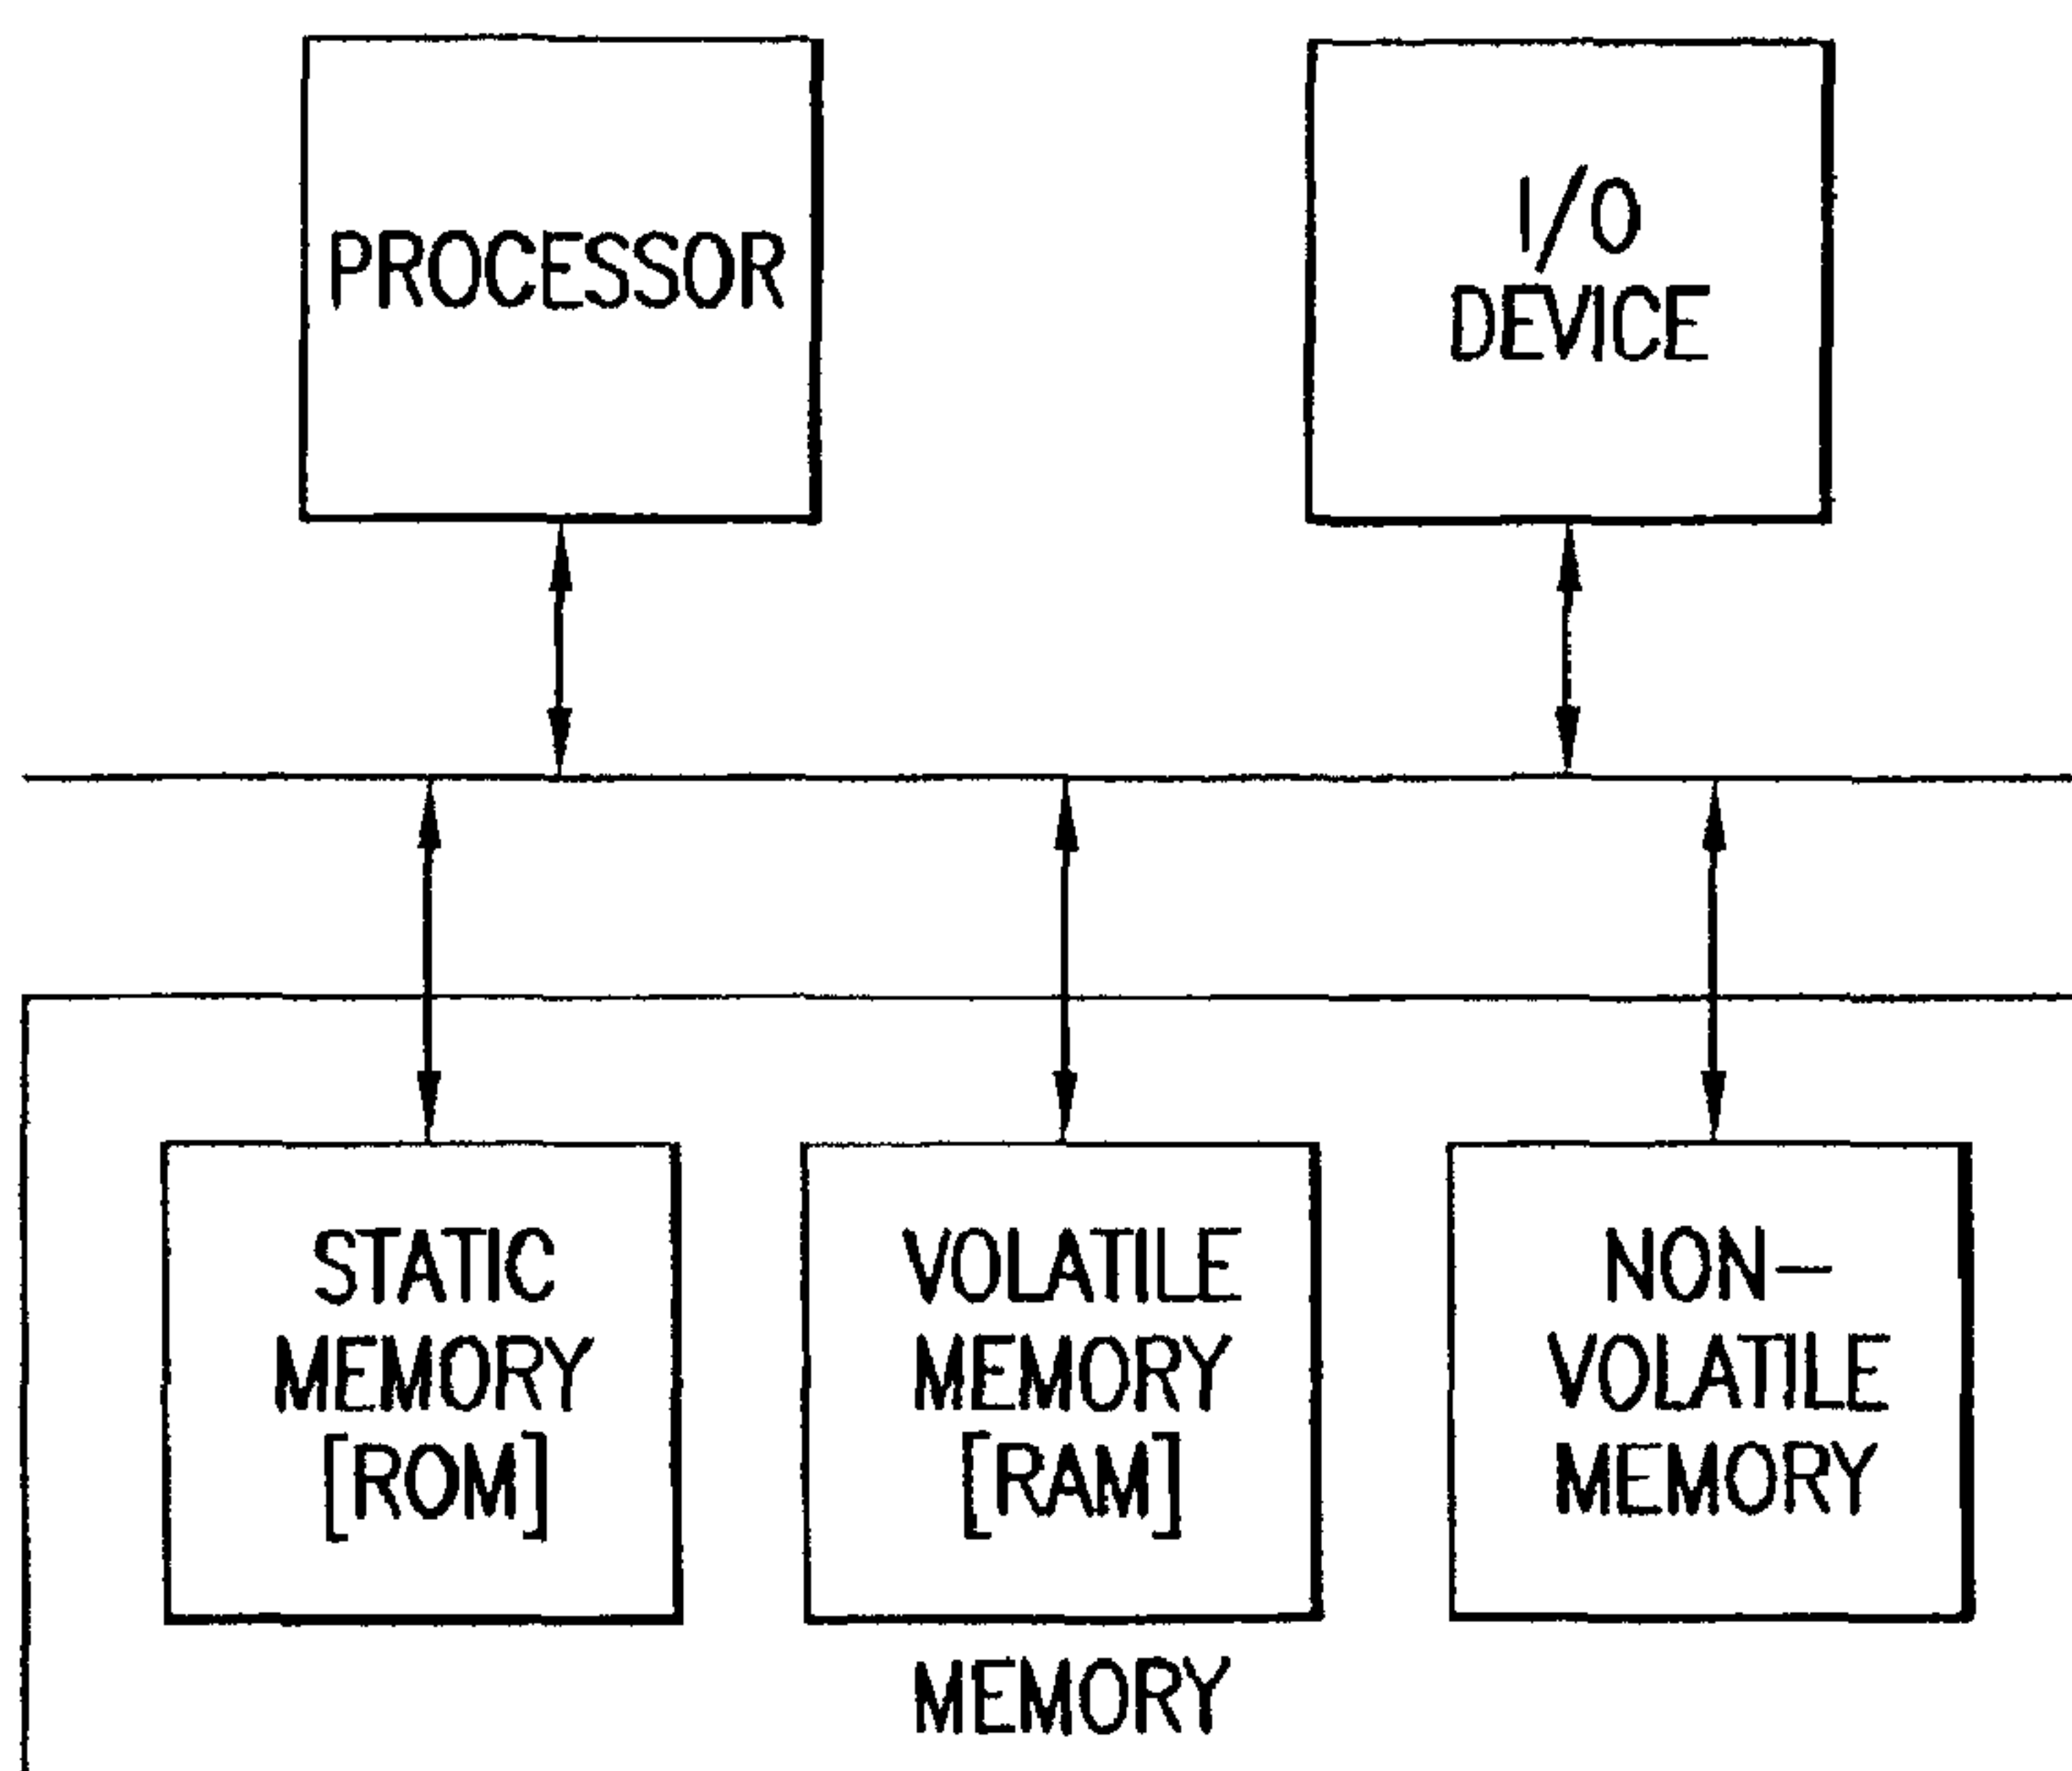 PROCESSOR
I/O
DEVICE
STATIC
MEMORY
[ROM]
VOLATILE
MEMORY
[RAM]
NON-
VOLATILE
MEMORY
MEMORY